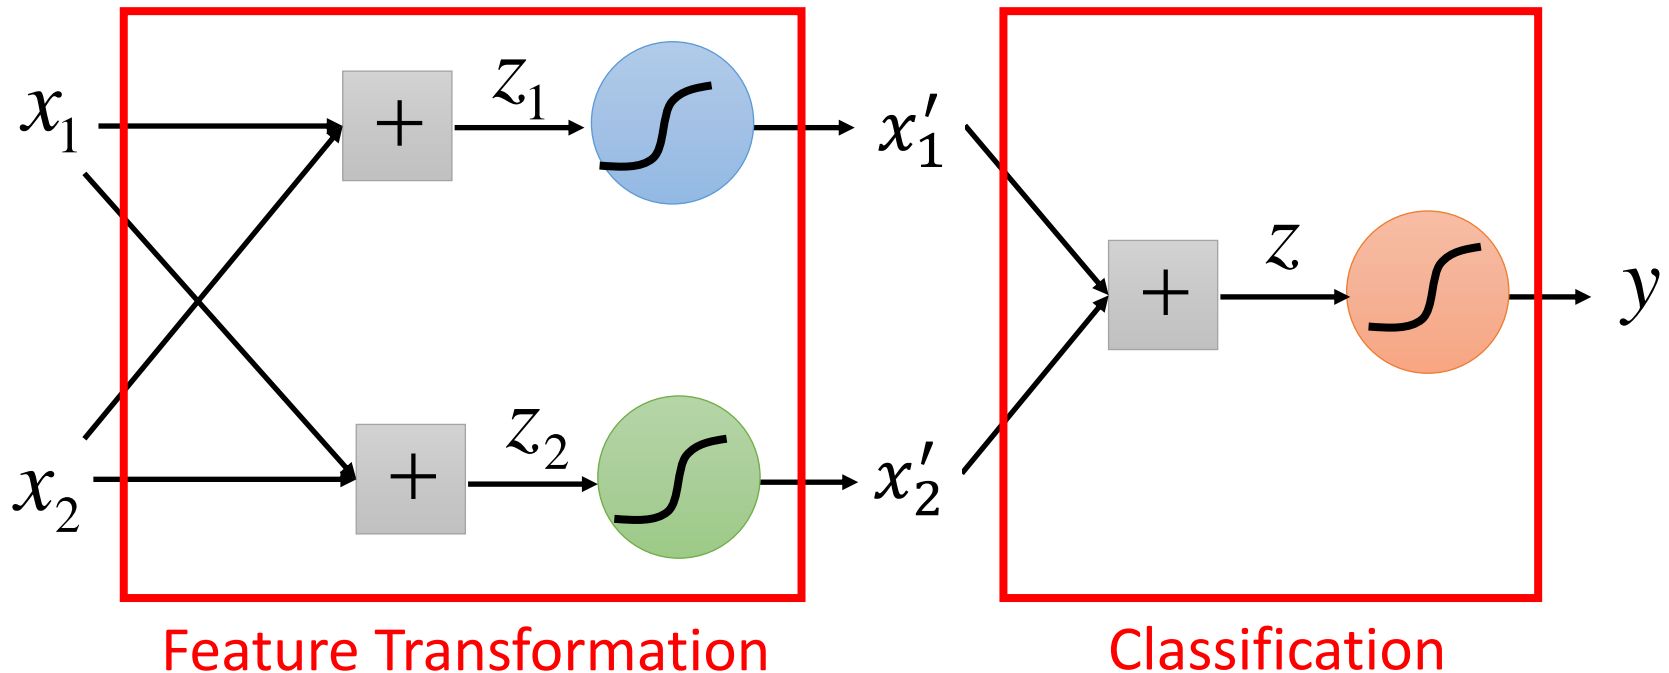 x₁
+
z₁
x′₁
x₂
+
z₂
x′₂
+
z
y
Feature Transformation
Classification